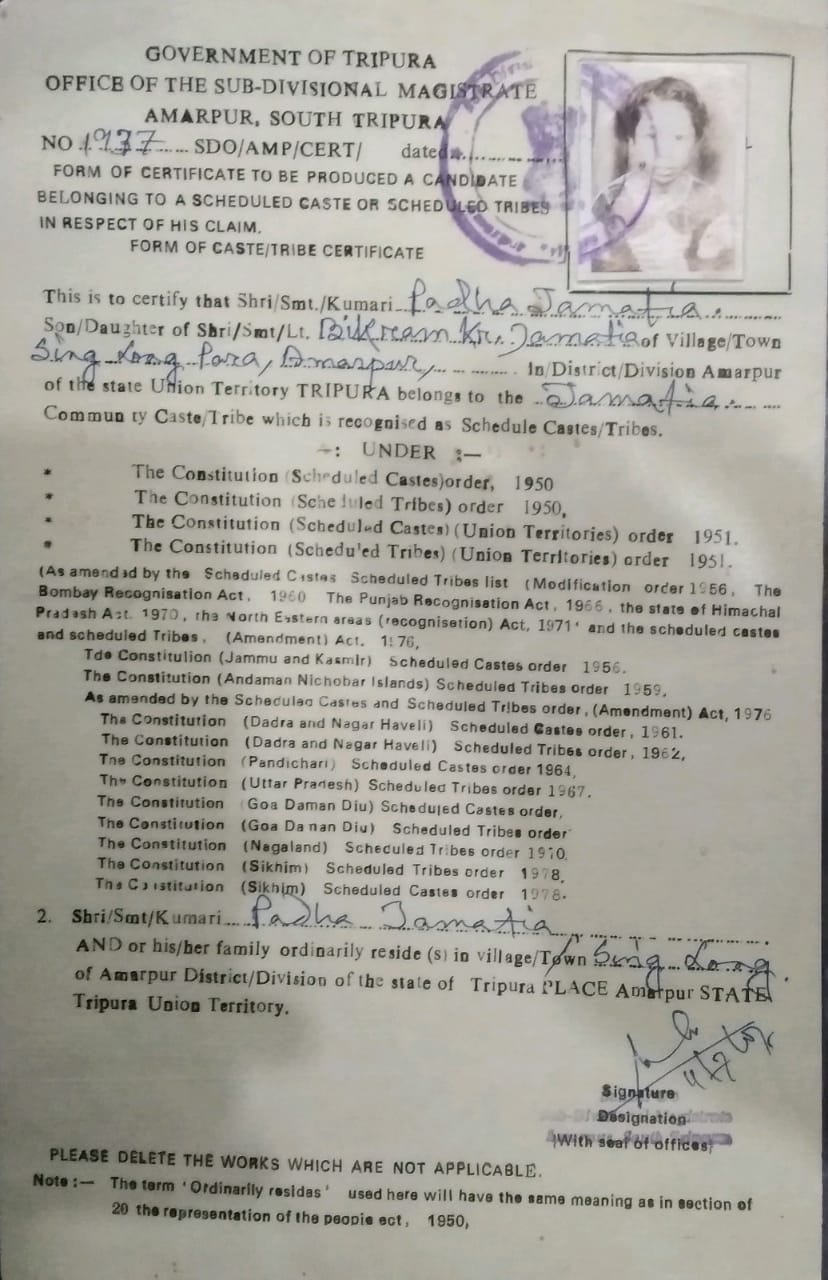 GOVERNMENT OF TRIPURA
OFFICE OF THE SUB-DIVISIONAL MAGISTRATE
AMARPUR, SOUTH TRIPURA
NO 1977 .... SDO/AMP/CERT/ dated ..............
FORM OF CERTIFICATE TO BE PRODUCED A CANDIDATE
BELONGING TO A SCHEDULED CASTE OR SCHEDULED TRIBES
IN RESPECT OF HIS CLAIM.
FORM OF CASTE/TRIBE CERTIFICATE
This is to certify that Shri/Smt./Kumari Padha Jamatia
Son/Daughter of Shri/Smt/Lt. Bikream Kr. Jamatia of Village/Town
Sing Long Para, Amarpur, ............ In/District/Division Amarpur
of the state Union Territory TRIPURA belongs to the Jamatia
Commun ty Caste/Tribe which is recognised as Schedule Castes/Tribes.
—: UNDER :—
* The Constitution (Scheduled Castes)order, 1950
* The Constitution (Scheduled Tribes) order 1950,
* The Constitution (Scheduled Castes) (Union Territories) order 1951.
* The Constitution (Scheduled Tribes) (Union Territories) order 1951.
(As amended by the Scheduled Castes Scheduled Tribes list (Modification order 1956, The
Bombay Recognisation Act, 1960 The Punjab Recognisation Act, 1966, the state of Himachal
Pradesh Act. 1970, the North Eastern areas (recognisetion) Act, 1971' and the scheduled castes
and scheduled Tribes, (Amendment) Act. 1976,
Tde Constitulion (Jammu and Kasmir) Scheduled Castes order 1956.
The Constitution (Andaman Nichobar Islands) Scheduled Tribes order 1959,
As amended by the Scheduled Castes and Scheduled Tribes order, (Amendment) Act, 1976
The Constitution (Dadra and Nagar Haveli) Scheduled Castes order, 1961.
The Constitution (Dadra and Nagar Haveli) Scheduled Tribes order, 1962,
The Constitution (Pandichari) Scheduled Castes order 1964,
The Constitution (Uttar Pradesh) Scheduled Tribes order 1967.
The Constitution (Goa Daman Diu) Scheduled Castes order,
The Constitution (Goa Daman Diu) Scheduled Tribes order
The Constitution (Nagaland) Scheduled Tribes order 1970,
The Constitution (Sikhim) Scheduled Tribes order 1978,
The Constitution (Sikhim) Scheduled Castes order 1978.
2. Shri/Smt/Kumari Padha Jamatia
AND or his/her family ordinarily reside (s) in village/Town Sing Long
of Amarpur District/Division of the state of Tripura PLACE Amarpur STATE
Tripura Union Territory.
Signature
Designation
(With seal of offices)
PLEASE DELETE THE WORKS WHICH ARE NOT APPLICABLE.
Note :— The term 'Ordinarily resides' used here will have the same meaning as in section of
20 the representation of the people ect, 1950,